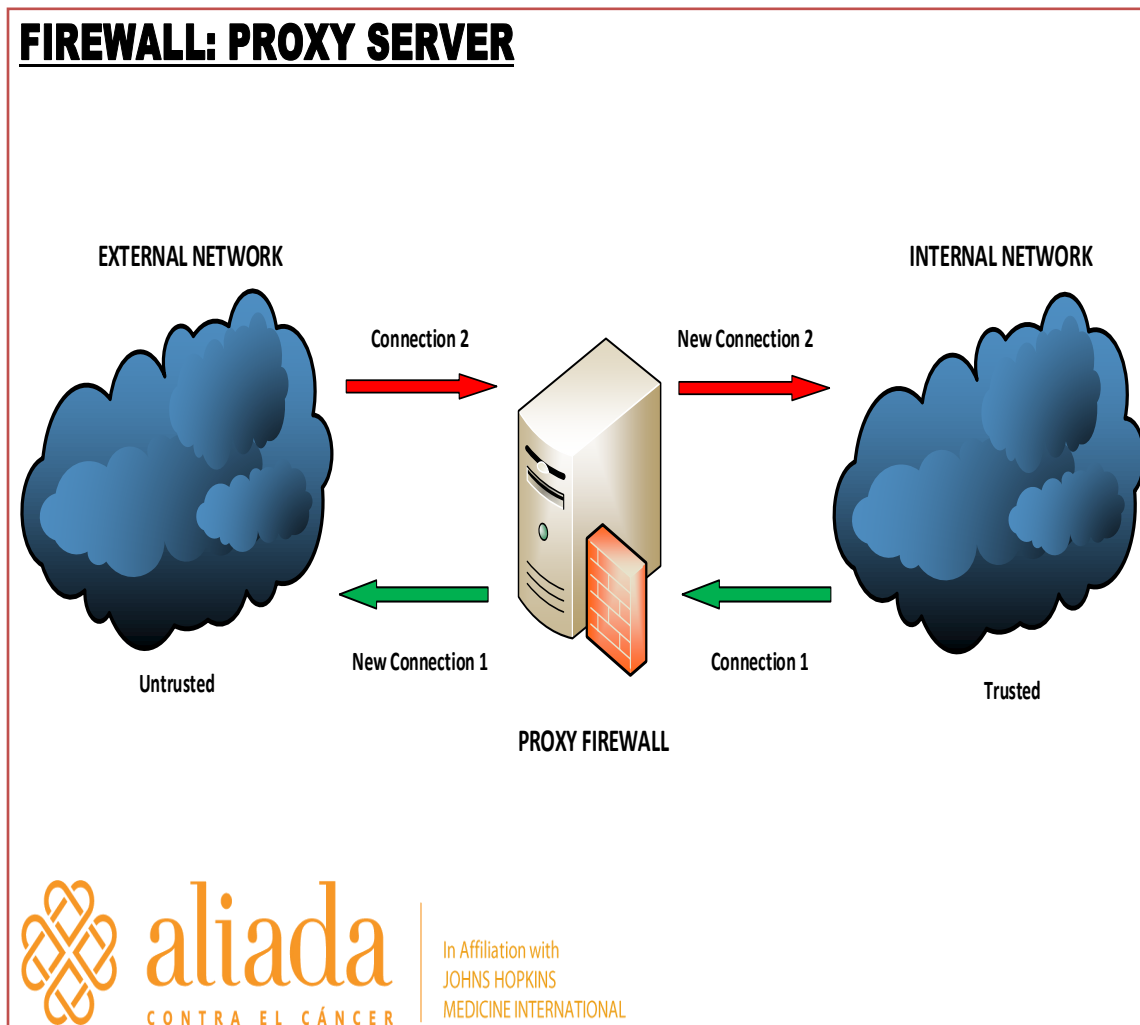 FIREWALL: PROXY SERVER
EXTERNAL NETWORK
INTERNAL NETWORK
Connection 2
New Connection 2
New Connection 1
Connection 1
Untrusted
Trusted
PROXY FIREWALL
aliada
CONTRA EL CÁNCER
In Affiliation with
JOHNS HOPKINS
MEDICINE INTERNATIONAL